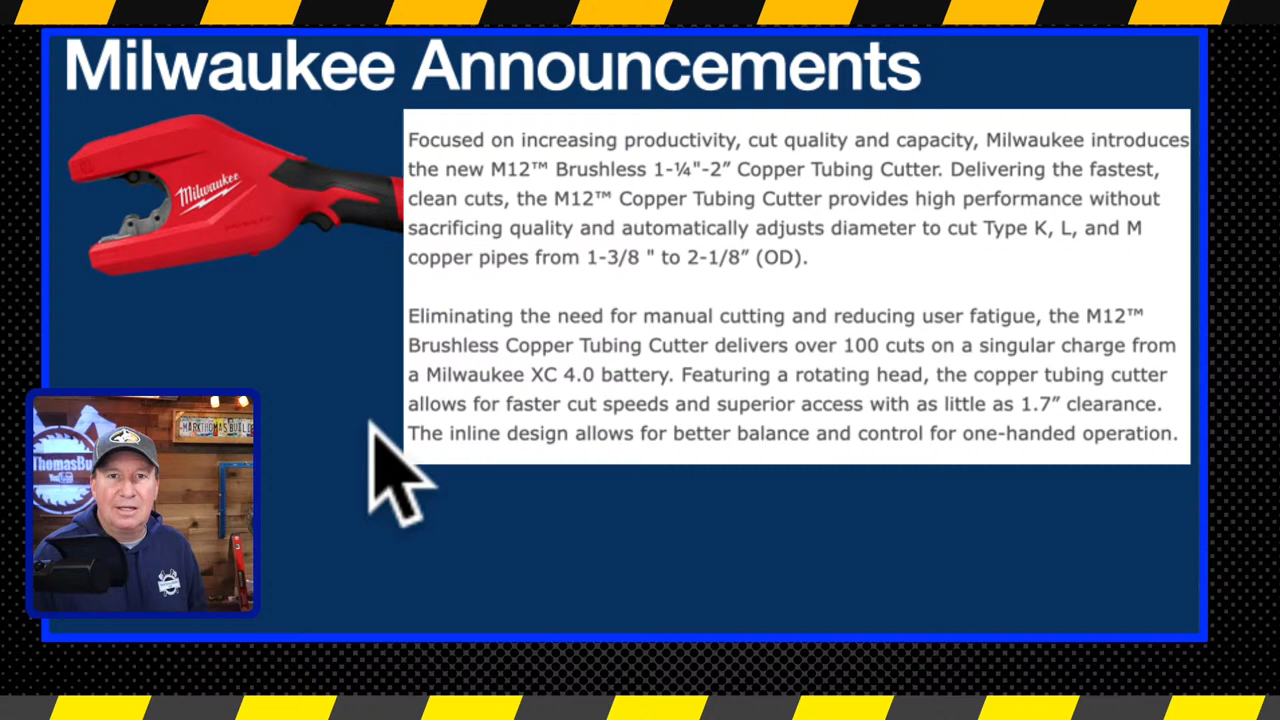 Milwaukee Announcements
Focused on increasing productivity, cut quality and capacity, Milwaukee introduces
the new M12™ Brushless 1-¼"-2” Copper Tubing Cutter. Delivering the fastest,
clean cuts, the M12™ Copper Tubing Cutter provides high performance without
sacrificing quality and automatically adjusts diameter to cut Type K, L, and M
copper pipes from 1-3/8 " to 2-1/8” (OD).
Eliminating the need for manual cutting and reducing user fatigue, the M12™
Brushless Copper Tubing Cutter delivers over 100 cuts on a singular charge from
a Milwaukee XC 4.0 battery. Featuring a rotating head, the copper tubing cutter
allows for faster cut speeds and superior access with as little as 1.7” clearance.
The inline design allows for better balance and control for one-handed operation.
Milwaukee
MARKTHOMASBUILDE
ThomasBu
You